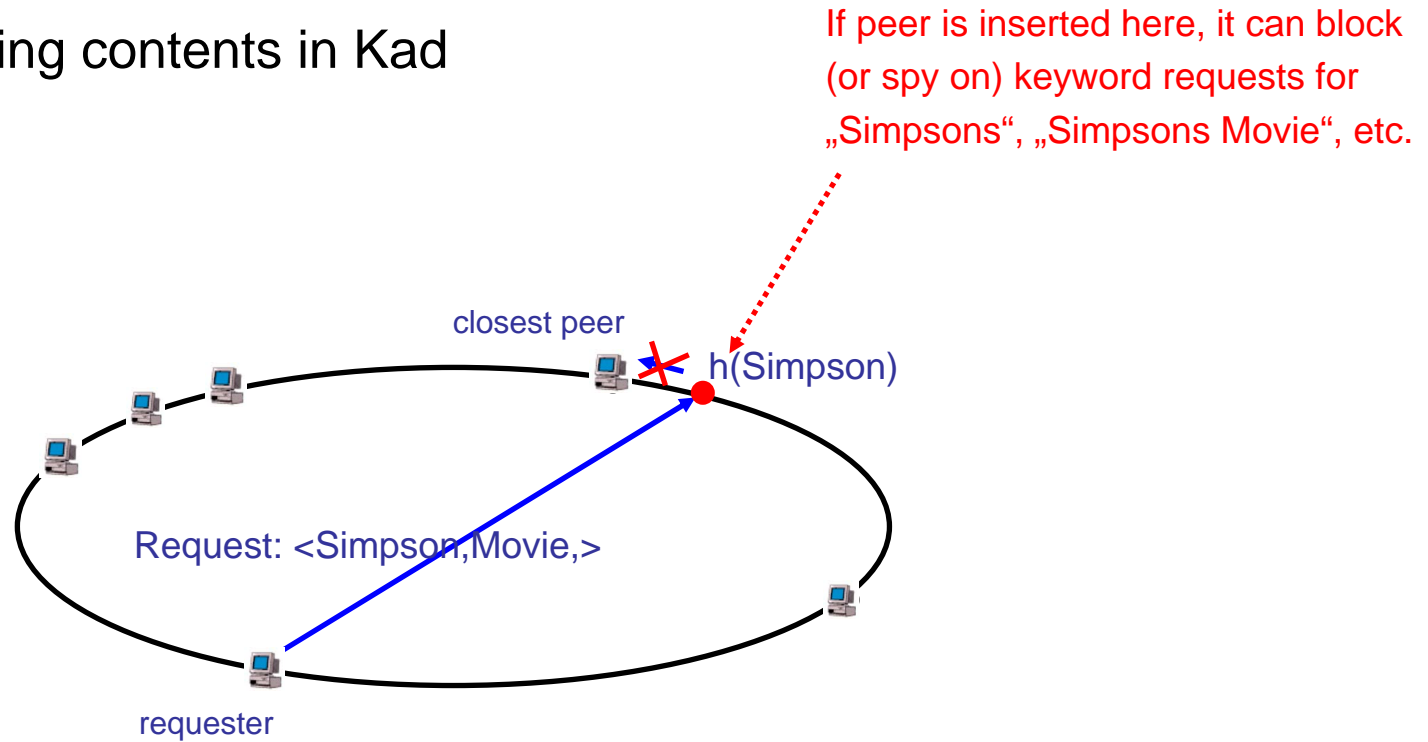 ing contents in Kad
If peer is inserted here, it can block
(or spy on) keyword requests for
„Simpsons“, „Simpsons Movie“, etc.
closest peer
h(Simpson)
Request: <Simpson,Movie,>
requester